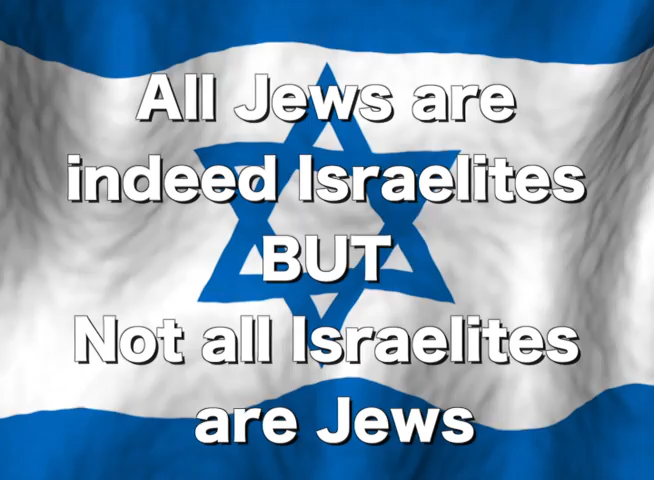 All Jews are
indeed Israelites
BUT
Not all Israelites
are Jews